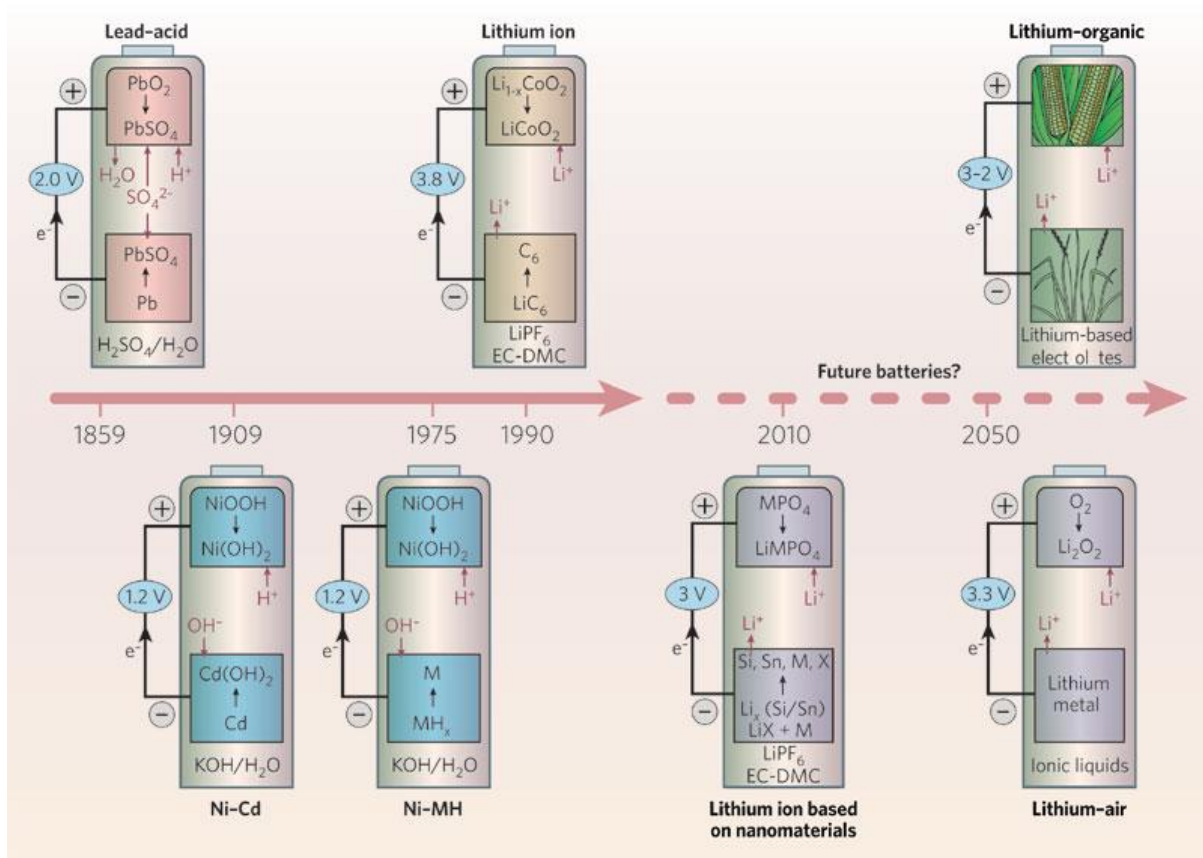 Lead–acid
+
PbO₂
↓
PbSO₄
H₂O
H⁺
2.0 V
SO₄²⁻
e⁻
PbSO₄
↑
Pb
−
H₂SO₄/H₂O
Lithium ion
+
Li₁₋ₓCoO₂
↓
LiCoO₂
Li⁺
3.8 V
Li⁺
e⁻
C₆
↑
LiC₆
−
LiPF₆
EC-DMC
Lithium–organic
+
Li⁺
3–2 V
Li⁺
e⁻
−
Lithium-based
elect ol tes
Future batteries?
1859
1909
1975
1990
2010
2050
+
NiOOH
↓
Ni(OH)₂
H⁺
1.2 V
OH⁻
e⁻
Cd(OH)₂
↑
Cd
−
KOH/H₂O
Ni–Cd
+
NiOOH
↓
Ni(OH)₂
H⁺
1.2 V
OH⁻
e⁻
M
↑
MHₓ
−
KOH/H₂O
Ni–MH
+
MPO₄
↓
LiMPO₄
Li⁺
3 V
Li⁺
e⁻
Si, Sn, M, X
↑
Liₓ (Si/Sn)
LiX + M
−
LiPF₆
EC-DMC
Lithium ion based
on nanomaterials
+
O₂
↓
Li₂O₂
Li⁺
3.3 V
Li⁺
e⁻
Lithium
metal
−
Ionic liquids
Lithium–air